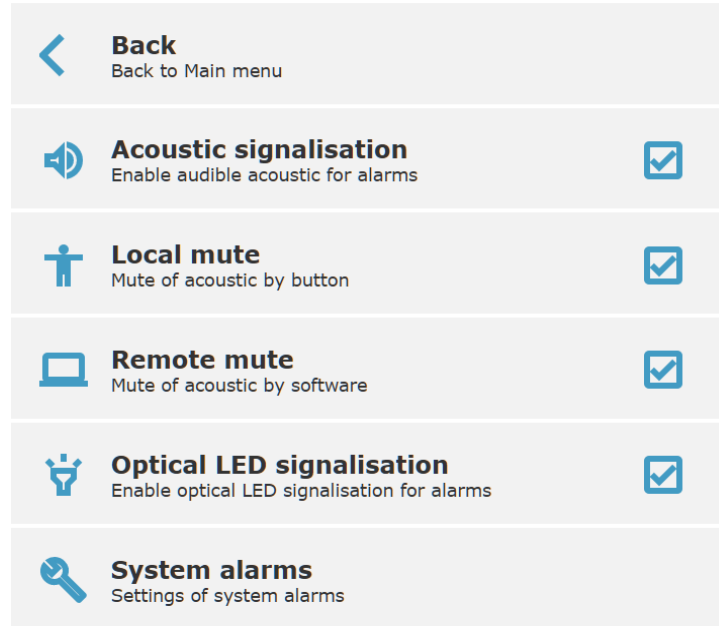 Back
Back to Main menu
Acoustic signalisation
Enable audible acoustic for alarms
Local mute
Mute of acoustic by button
Remote mute
Mute of acoustic by software
Optical LED signalisation
Enable optical LED signalisation for alarms
System alarms
Settings of system alarms